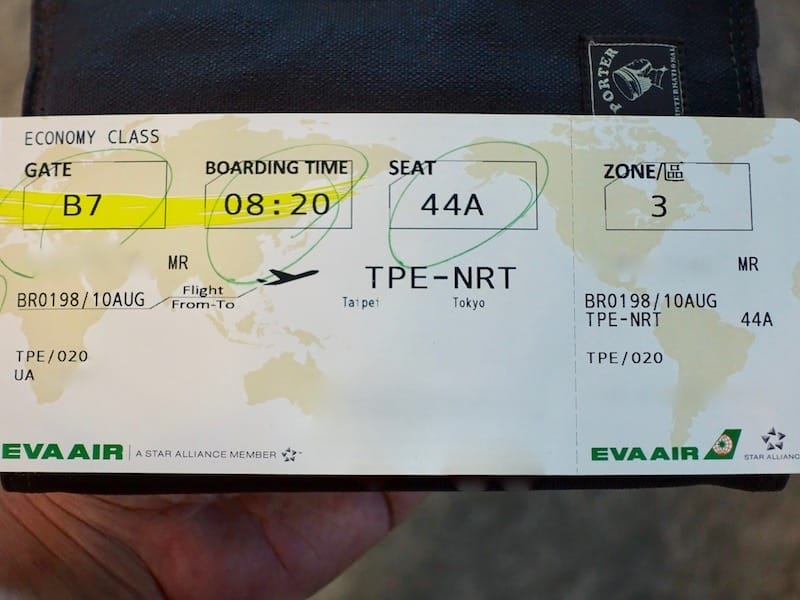 PORTER
INTERNATIONAL
ECONOMY CLASS
GATE BOARDING TIME SEAT ZONE/區
B7 08:20 44A 3
MR TPE-NRT MR
Flight
From-To
Taipei Tokyo
BR0198/10AUG BR0198/10AUG
TPE-NRT 44A
TPE/020 TPE/020
UA
EVA AIR A STAR ALLIANCE MEMBER EVA AIR STAR ALLIANC